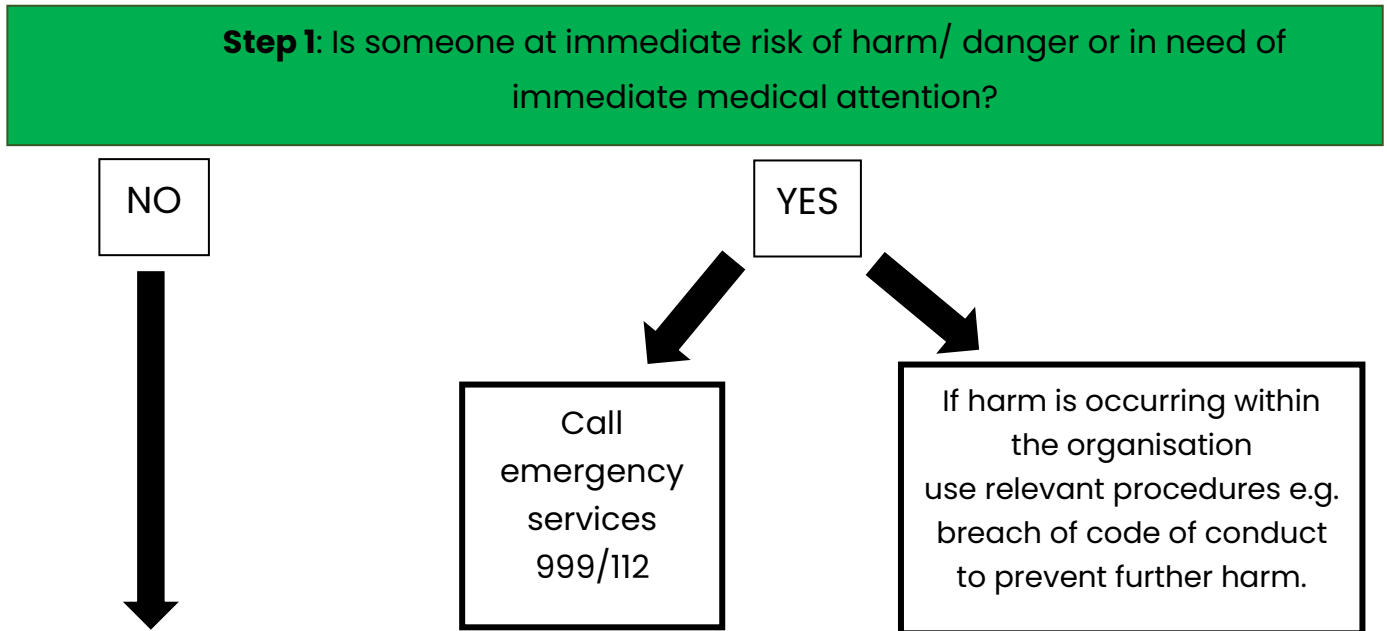 Step 1: Is someone at immediate risk of harm/ danger or in need of
immediate medical attention?
NO
YES
Call
emergency
services
999/112
If harm is occurring within
the organisation
use relevant procedures e.g.
breach of code of conduct
to prevent further harm.